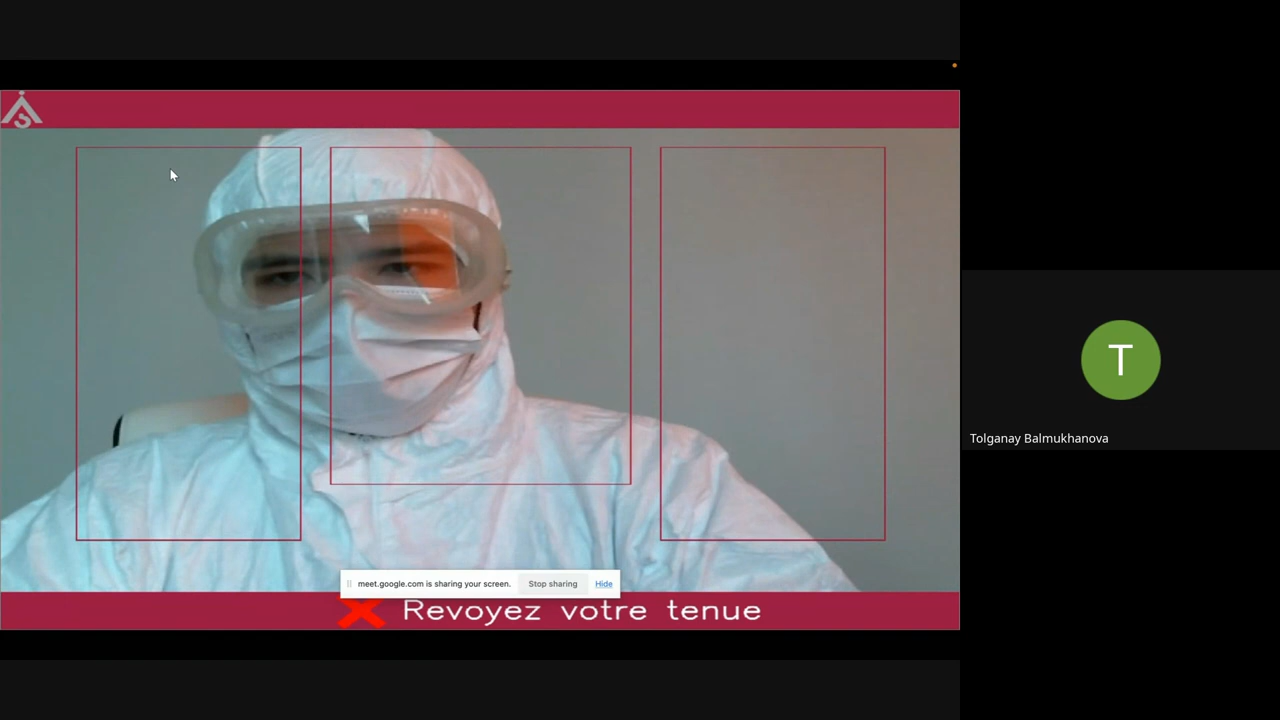 meet.google.com is sharing your screen.
Stop sharing
Hide
Revoyez votre tenue
T
Tolganay Balmukhanova